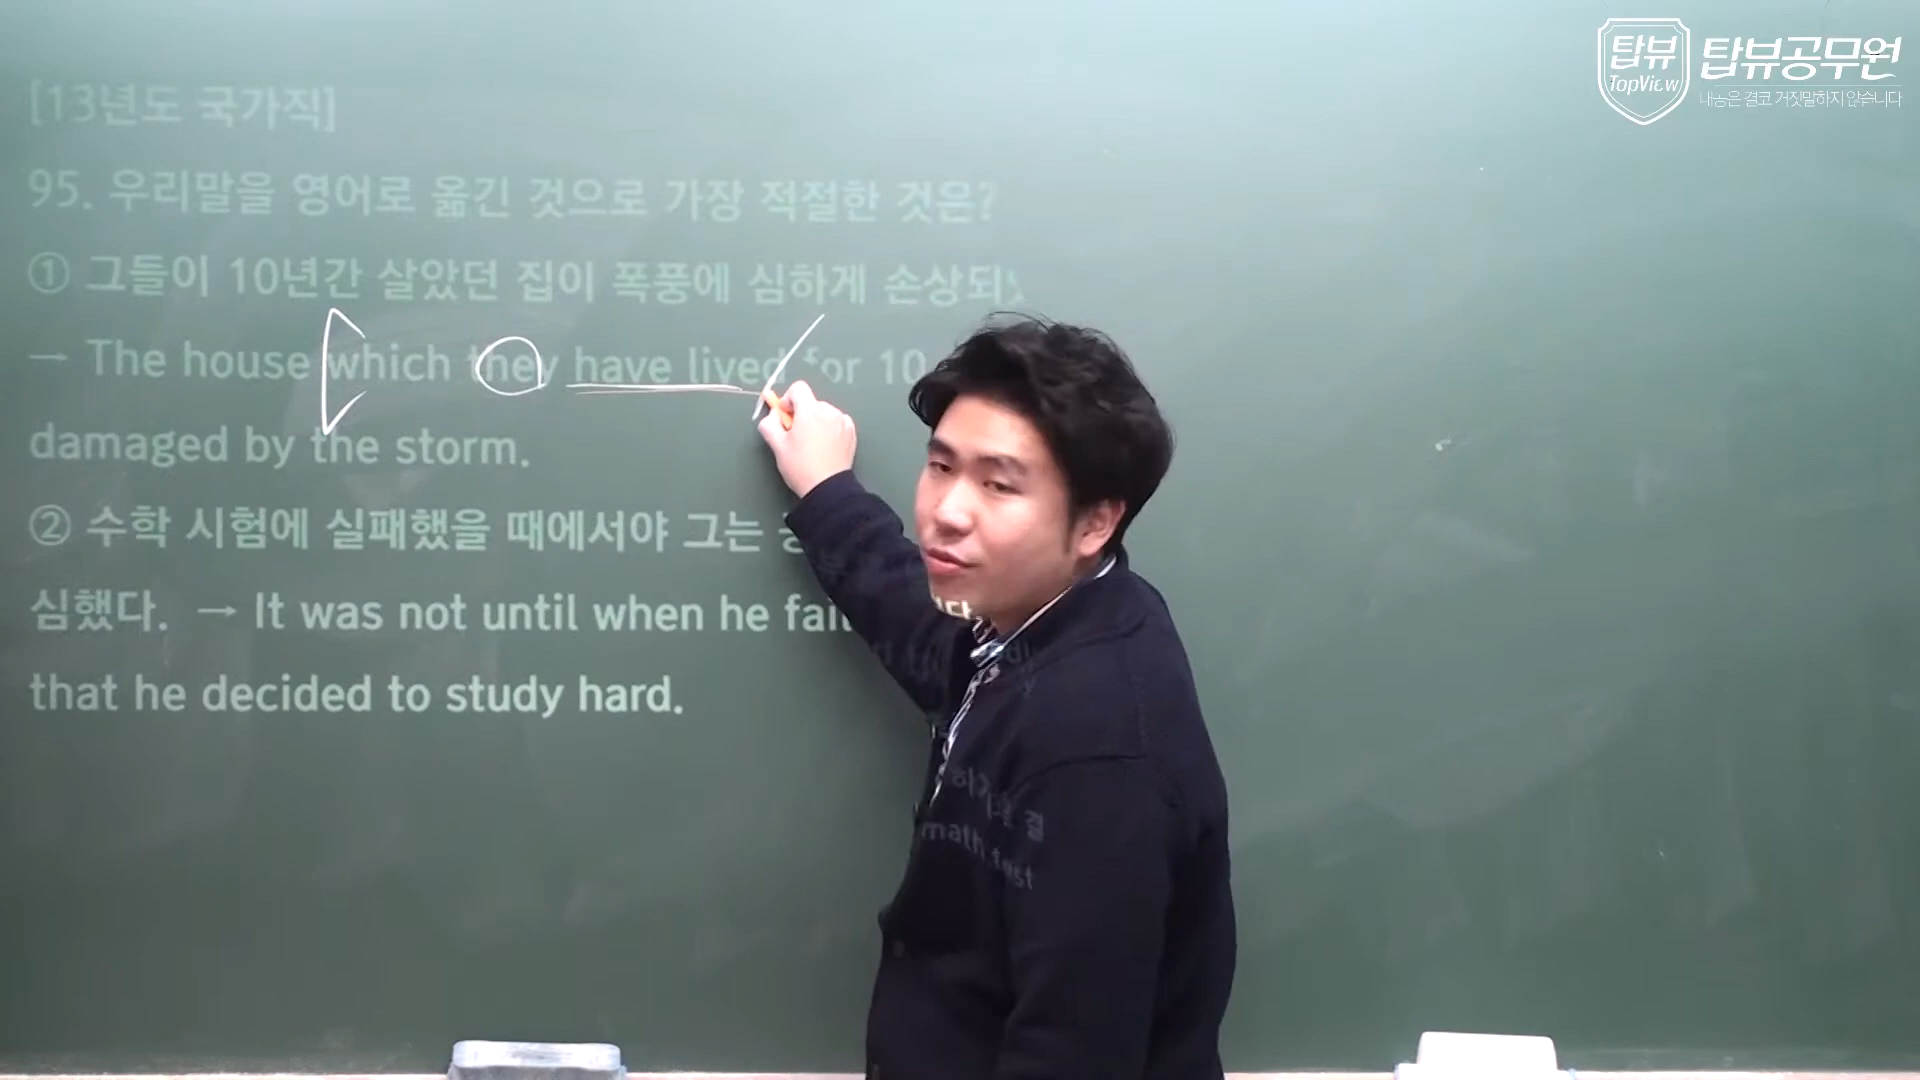 탑뷰
TopView
탑뷰공무원
내공은 결코 거짓말하지 않습니다
[13년도 국가직]
95. 우리말을 영어로 옮긴 것으로 가장 적절한 것은?
① 그들이 10년간 살았던 집이 폭풍에 심하게 손상되
→ The house which they have lived for 10
damaged by the storm.
② 수학 시험에 실패했을 때에서야 그는
심했다. → It was not until when he fail
that he decided to study hard.
결
math test